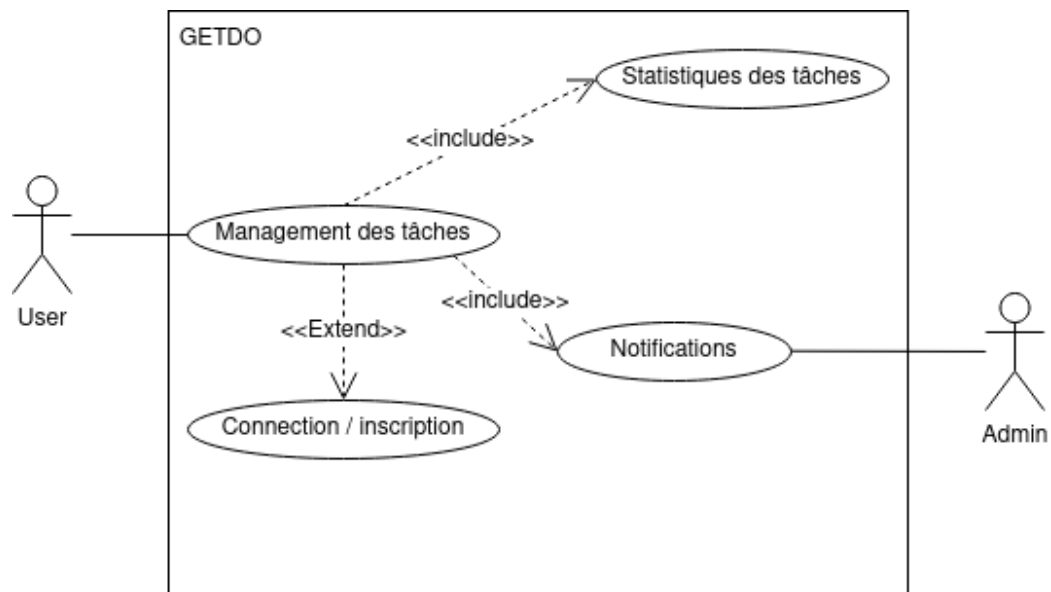 GETDO
Statistiques des tâches
<<include>>
Management des tâches
<<include>>
User
<<Extend>>
Notifications
Connection / inscription
Admin